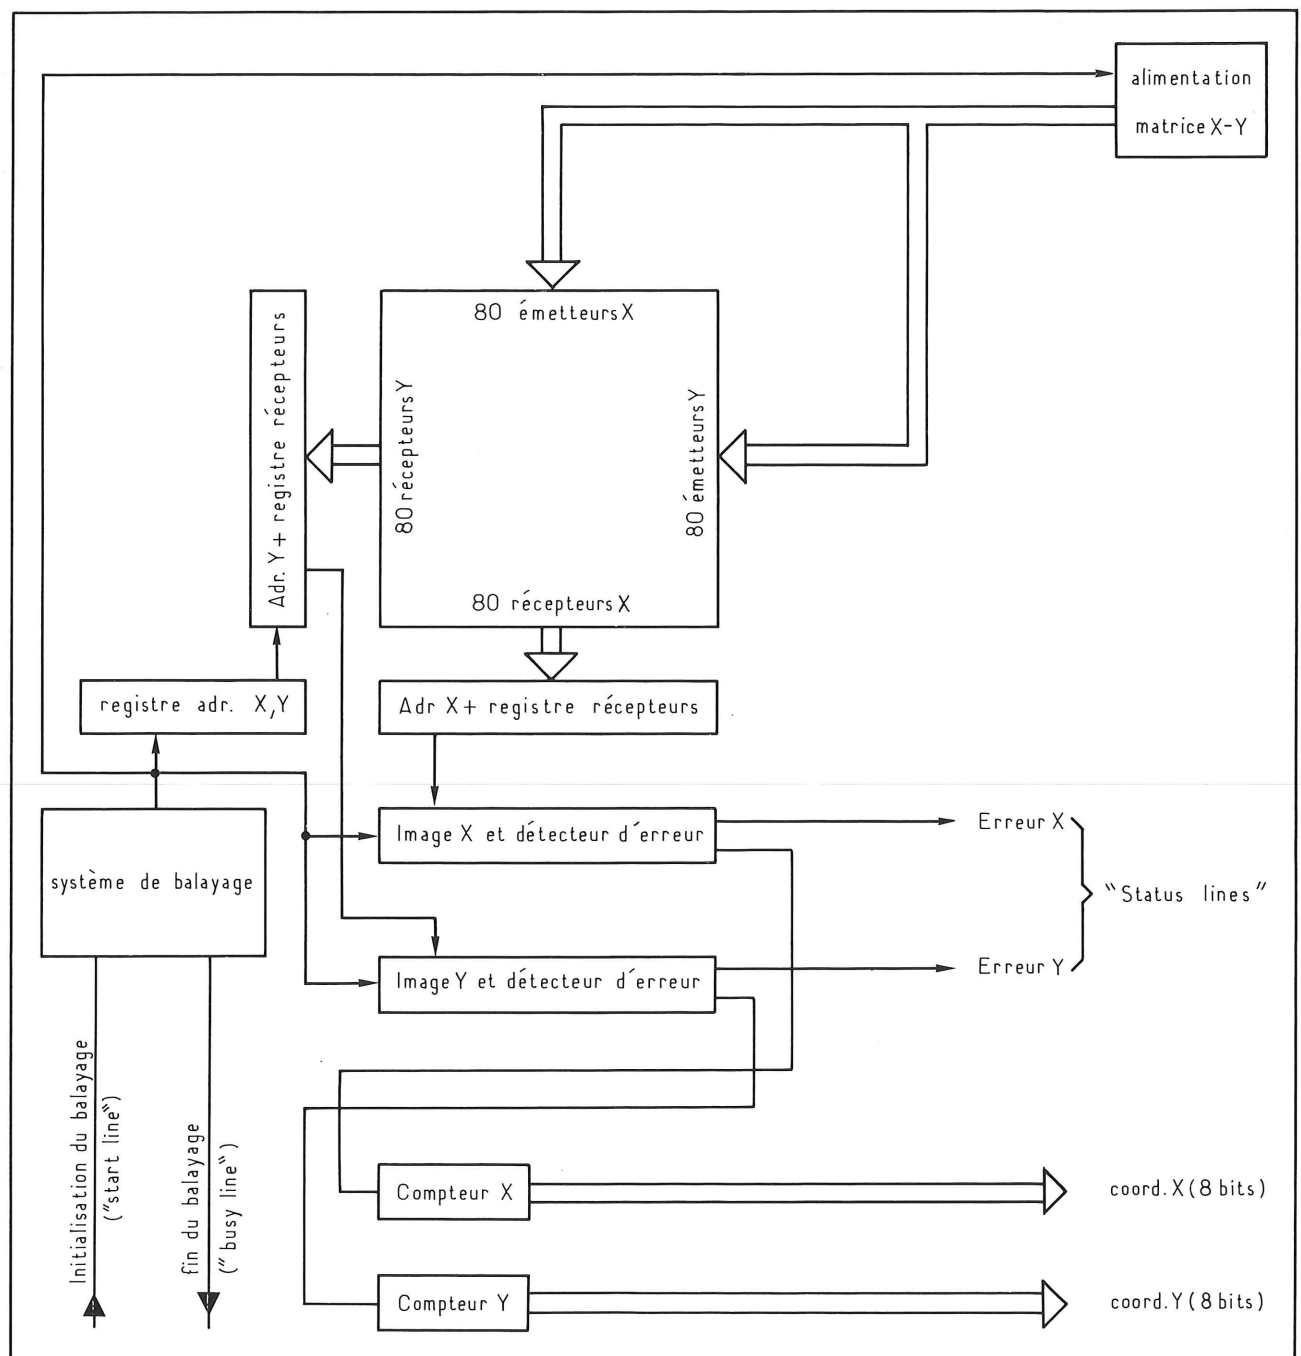 alimentation
matrice X-Y
80 émetteurs X
Adr. Y + registre récepteurs
80 récepteurs Y
80 émetteurs Y
80 récepteurs X
registre adr. X,Y
Adr X + registre récepteurs
Image X et détecteur d'erreur
Erreur X
système de balayage
"Status lines"
Image Y et détecteur d'erreur
Erreur Y
Initialisation du balayage
("start line")
fin du balayage
("busy line")
Compteur X
coord. X (8 bits)
Compteur Y
coord. Y (8 bits)